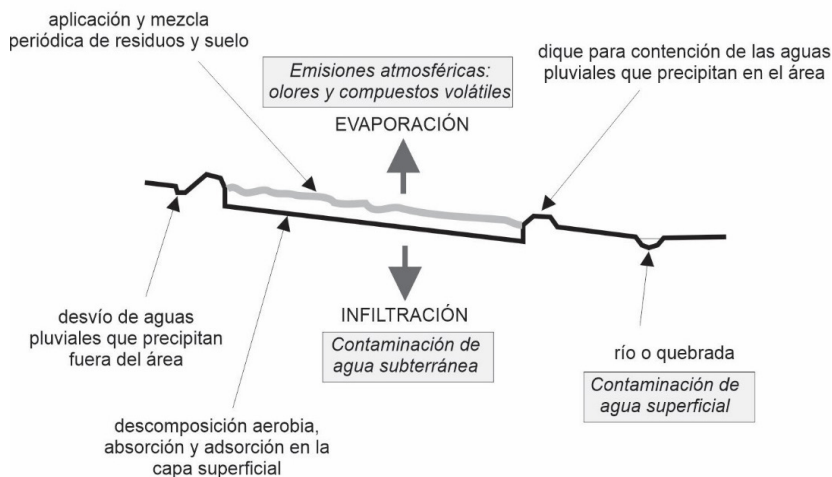 aplicación y mezcla
periódica de residuos y suelo
Emisiones atmosféricas:
olores y compuestos volátiles
EVAPORACIÓN
dique para contención de las aguas
pluviales que precipitan en el área
desvío de aguas
pluviales que precipitan
fuera del área
INFILTRACIÓN
Contaminación de
agua subterránea
río o quebrada
Contaminación de
agua superficial
descomposición aerobia,
absorción y adsorción en la
capa superficial